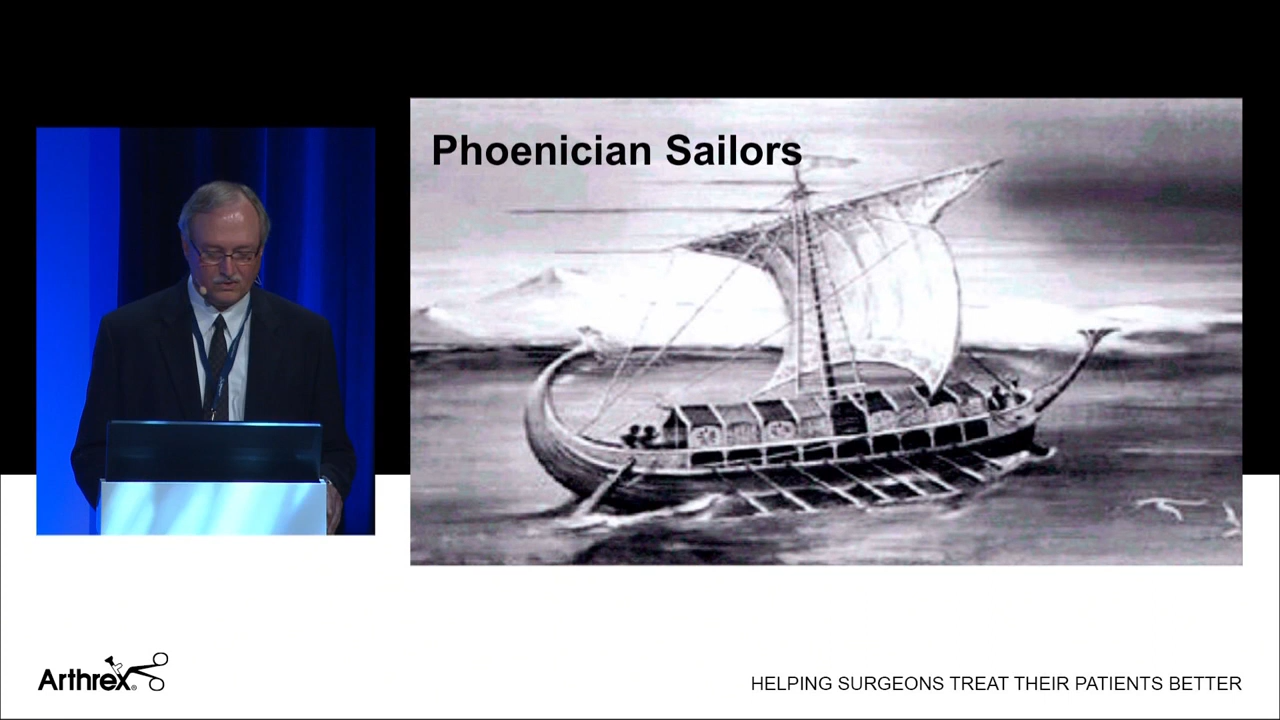 Phoenician Sailors
Arthrex®
HELPING SURGEONS TREAT THEIR PATIENTS BETTER